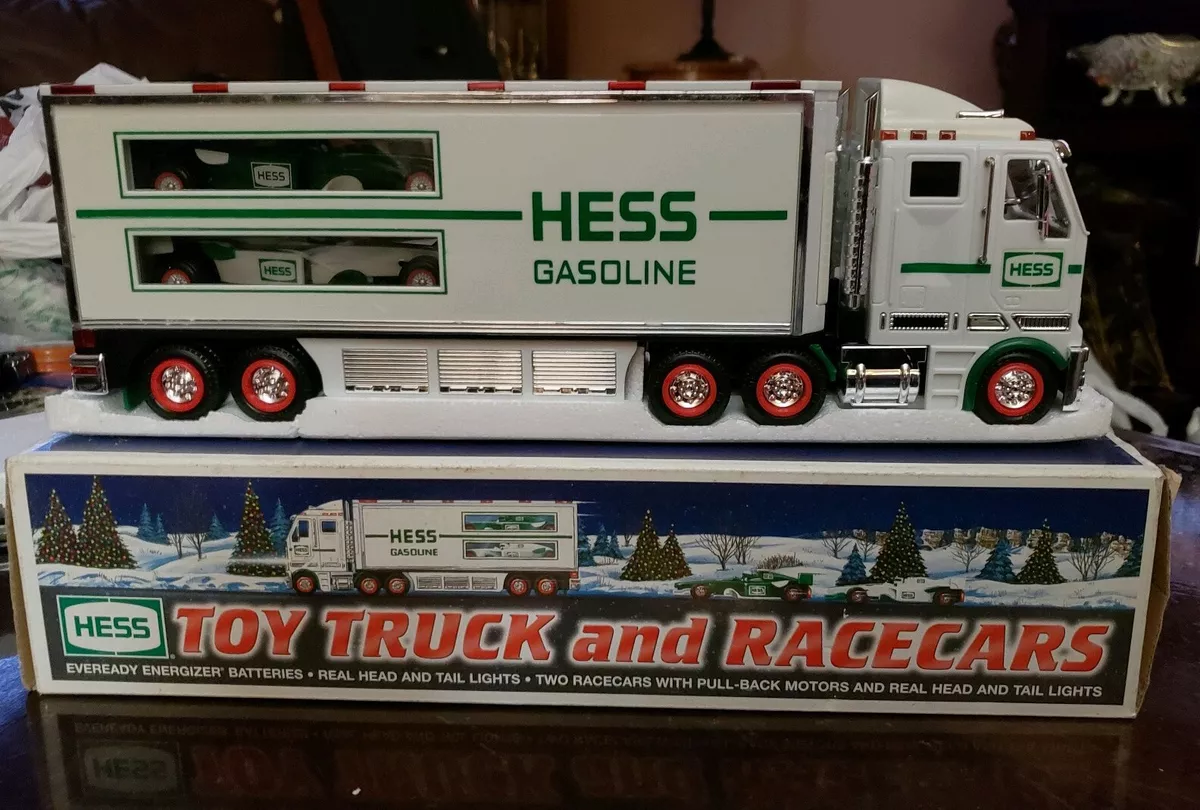 HESS
HESS
GASOLINE
HESS
HESS
HESS
GASOLINE
HESS
TOY TRUCK and RACECARS
EVEREADY ENERGIZER® BATTERIES • REAL HEAD AND TAIL LIGHTS • TWO RACECARS WITH PULL-BACK MOTORS AND REAL HEAD AND TAIL LIGHTS